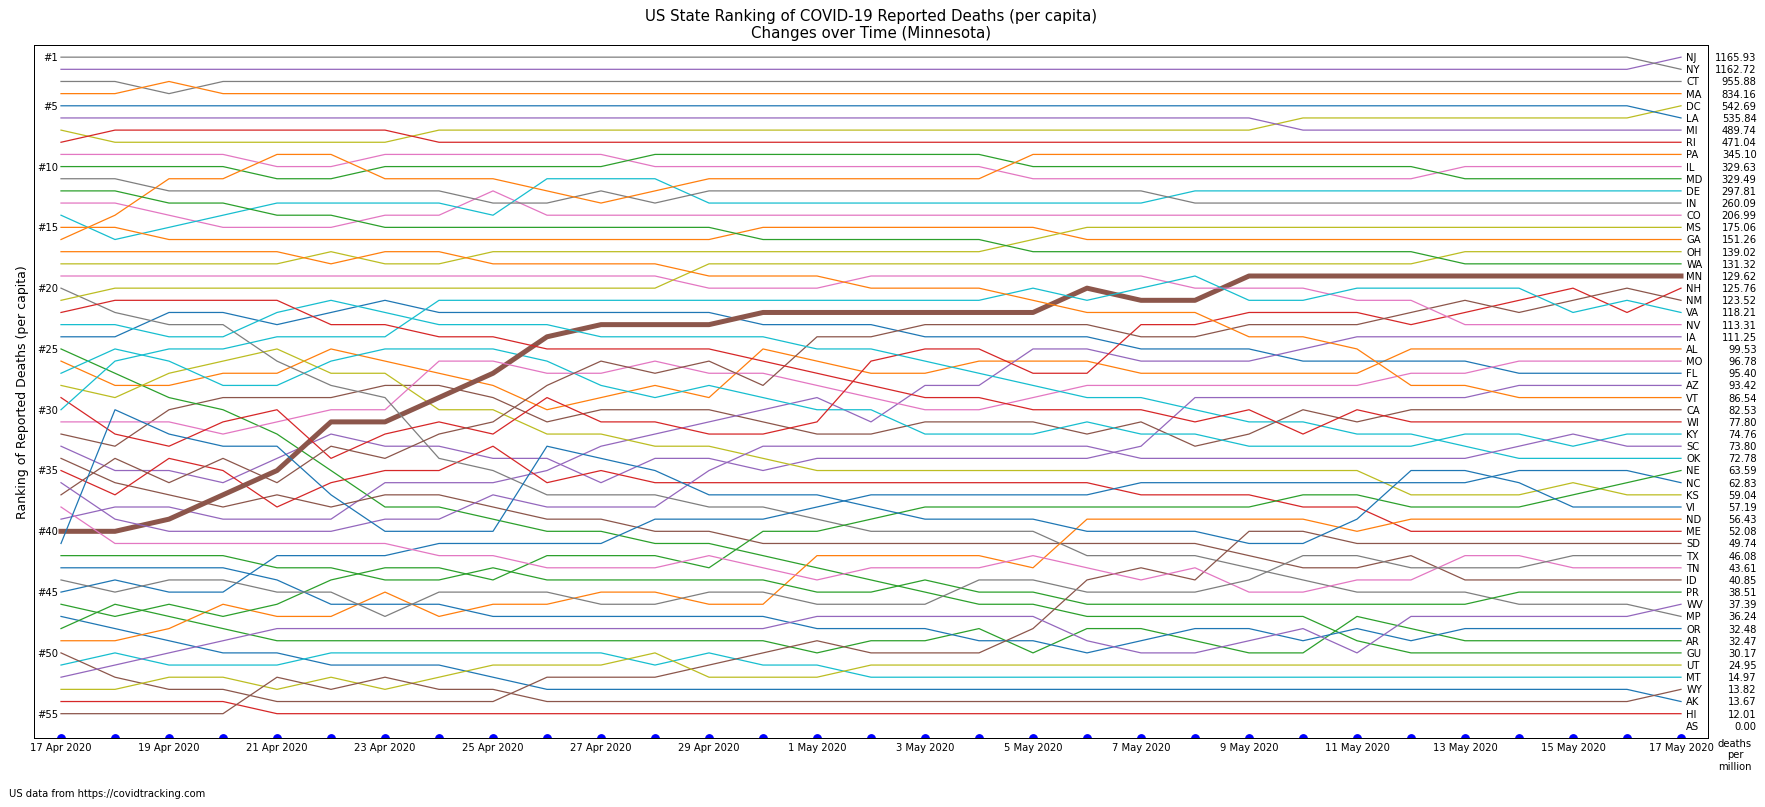 US State Ranking of COVID-19 Reported Deaths (per capita)
Changes over Time (Minnesota)
Ranking of Reported Deaths (per capita)
#1
#5
#10
#15
#20
#25
#30
#35
#40
#45
#50
#55
NJ 1165.93
NY 1162.72
CT 955.88
MA 834.16
DC 542.69
LA 535.84
MI 489.74
RI 471.04
PA 345.10
IL 329.63
MD 329.49
DE 297.81
IN 260.09
CO 206.99
MS 175.06
GA 151.26
OH 139.02
WA 131.32
MN 129.62
NH 125.76
NM 123.52
VA 118.21
NV 113.31
IA 111.25
AL 99.53
MO 96.78
FL 95.40
AZ 93.42
VT 86.54
CA 82.53
WI 77.80
KY 74.76
SC 73.80
OK 72.78
NE 63.59
NC 62.83
KS 59.04
VI 57.19
ND 56.43
ME 52.08
SD 49.74
TX 46.08
TN 43.61
ID 40.85
PR 38.51
WV 37.39
MP 36.24
OR 32.48
AR 32.47
GU 30.17
UT 24.95
MT 14.97
WY 13.82
AK 13.67
HI 12.01
AS 0.00
17 Apr 2020 19 Apr 2020 21 Apr 2020 23 Apr 2020 25 Apr 2020 27 Apr 2020 29 Apr 2020 1 May 2020 3 May 2020 5 May 2020 7 May 2020 9 May 2020 11 May 2020 13 May 2020 15 May 2020 17 May 2020
deaths
per
million
US data from https://covidtracking.com